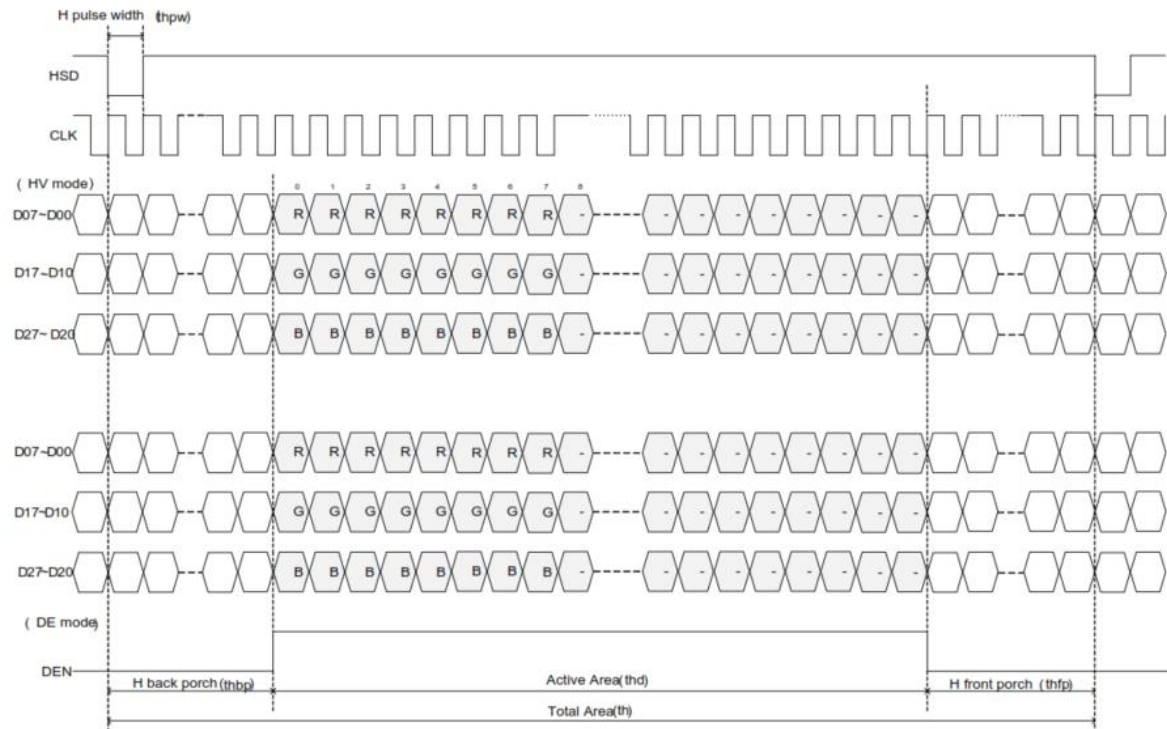 H pulse width (thpw)
HSD
CLK
( HV mode)
0 1 2 3 4 5 6 7 8
D07~D00 R R R R R R R R - - - - - - - - -
D17~D10 G G G G G G G G - - - - - - - - -
D27~D20 B B B B B B B B - - - - - - - - -
D07~D00 R R R R R R R R - - - - - - - - -
D17~D10 G G G G G G G G - - - - - - - - -
D27~D20 B B B B B B B B - - - - - - - - -
( DE mode)
DEN
H back porch (thbp) Active Area(thd) H front porch (thfp)
Total Area(th)